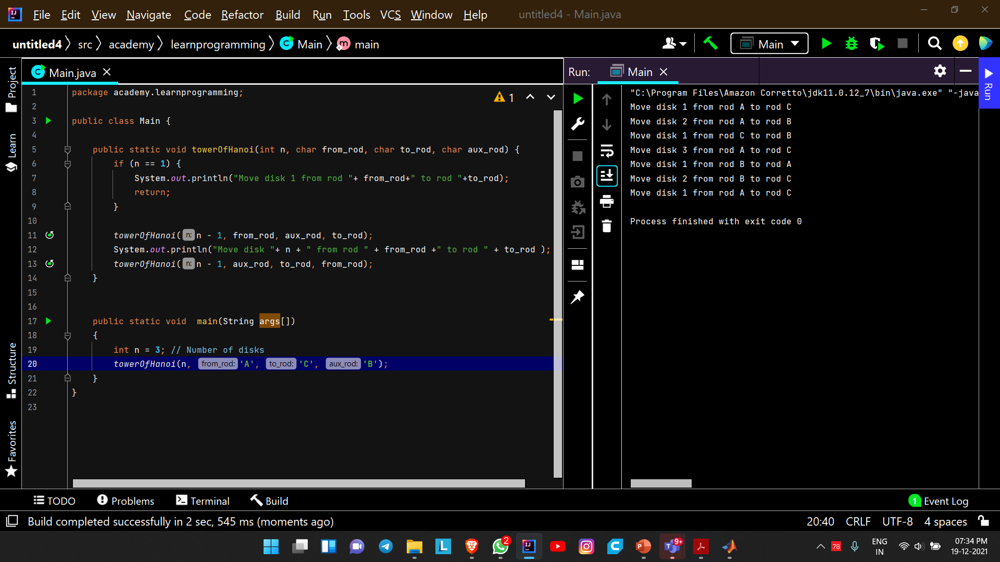 File Edit View Navigate Code Refactor Build Run Tools VCS Window Help untitled4 - Main.java
untitled4 src academy learnprogramming Main main
Main
Main.java
Run: Main
Project
Learn
Structure
Favorites
Run
1
1 package academy.learnprogramming;
2
3 public class Main {
4
5 public static void towerOfHanoi(int n, char from_rod, char to_rod, char aux_rod) {
6 if (n == 1) {
7 System.out.println("Move disk 1 from rod "+ from_rod+" to rod "+to_rod);
8 return;
9 }
10
11 towerOfHanoi( n: n - 1, from_rod, aux_rod, to_rod);
12 System.out.println("Move disk "+ n + " from rod " + from_rod +" to rod " + to_rod );
13 towerOfHanoi( n: n - 1, aux_rod, to_rod, from_rod);
14 }
15
16
17 public static void  main(String args[])
18 {
19 int n = 3; // Number of disks
20 towerOfHanoi(n, from_rod: 'A', to_rod: 'C', aux_rod: 'B');
21 }
22 }
23
"C:\Program Files\Amazon Corretto\jdk11.0.12_7\bin\java.exe" "-java
Move disk 1 from rod A to rod C
Move disk 2 from rod A to rod B
Move disk 1 from rod C to rod B
Move disk 3 from rod A to rod C
Move disk 1 from rod B to rod A
Move disk 2 from rod B to rod C
Move disk 1 from rod A to rod C
Process finished with exit code 0
TODO Problems Terminal Build
1 Event Log
Build completed successfully in 2 sec, 545 ms (moments ago)
20:40 CRLF UTF-8 4 spaces
2
9+
78
ENG
IN
07:34 PM
19-12-2021